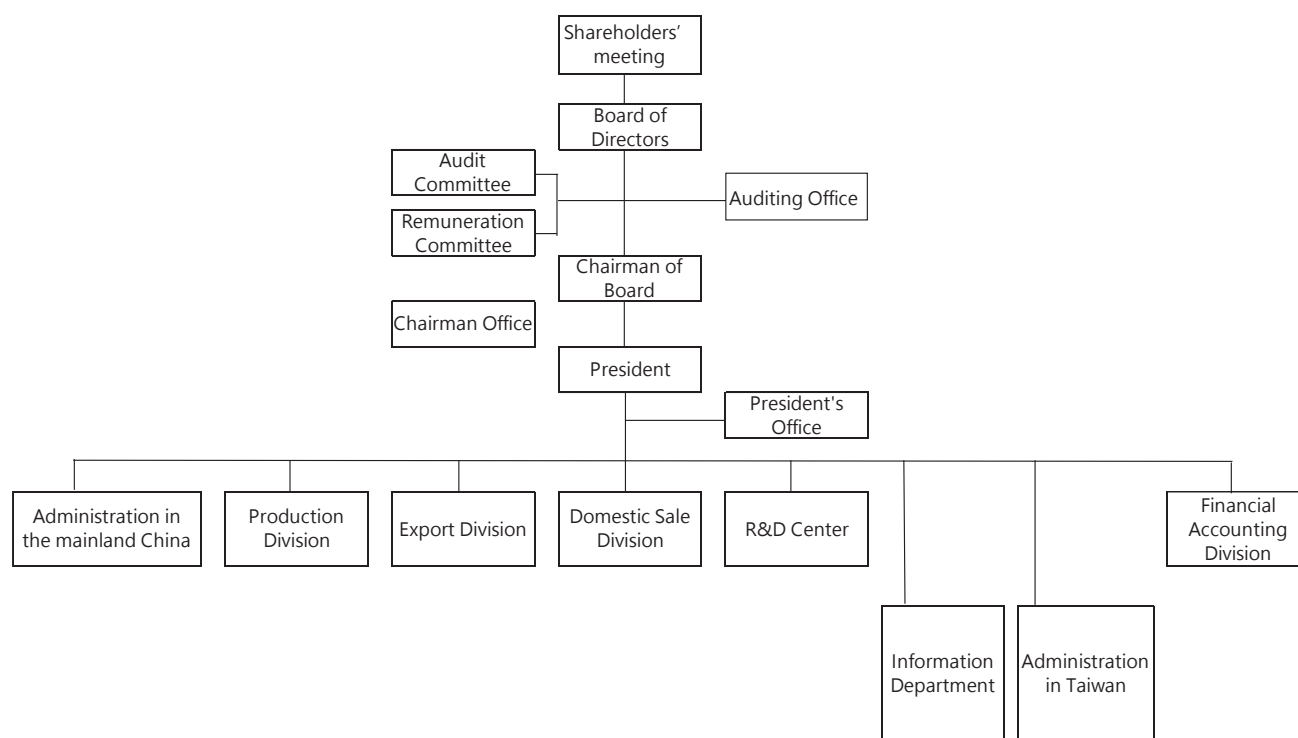 Shareholders’
meeting
Board of
Directors
Audit
Committee
Auditing Office
Remuneration
Committee
Chairman of
Board
Chairman Office
President
President's
Office
Administration in
the mainland China
Production
Division
Export Division
Domestic Sale
Division
R&D Center
Financial
Accounting
Division
Information
Department
Administration
in Taiwan